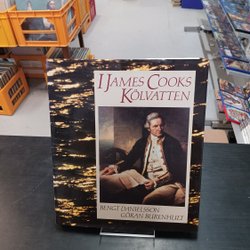 I JAMES COOKS
KÖLVATTEN
BENGT DANIELSSON
GÖRAN BURENHULT